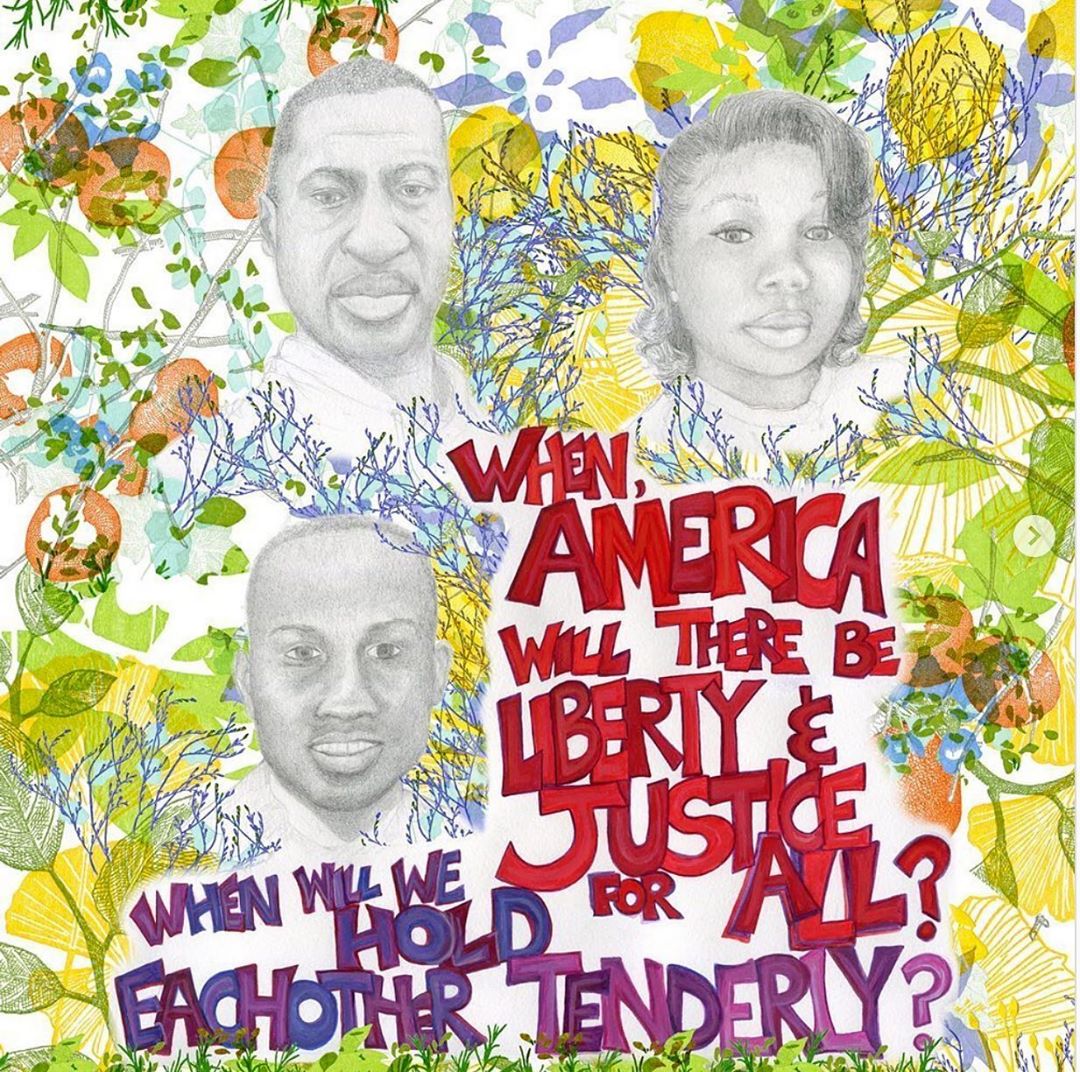 WHEN,
AMERICA
WILL THERE BE
LIBERTY &
JUSTICE
FOR ALL?
WHEN WILL WE
HOLD
EACHOTHER TENDERLY?